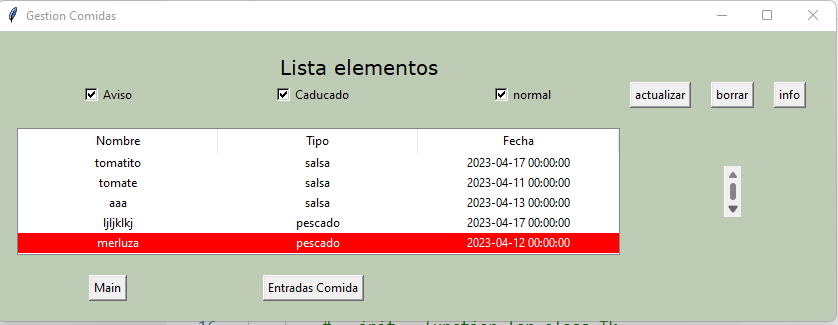 Gestion Comidas
Lista elementos
Aviso Caducado normal actualizar borrar info
Nombre Tipo Fecha
tomatito salsa 2023-04-17 00:00:00
tomate salsa 2023-04-11 00:00:00
aaa salsa 2023-04-13 00:00:00
ljljklkj pescado 2023-04-17 00:00:00
merluza pescado 2023-04-12 00:00:00
Main Entradas Comida